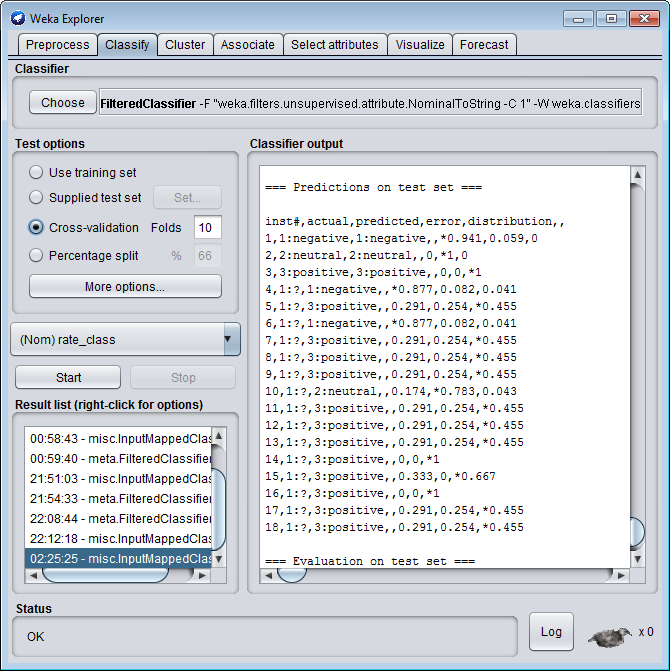 Weka Explorer
Preprocess Classify Cluster Associate Select attributes Visualize Forecast
Classifier
Choose FilteredClassifier -F "weka.filters.unsupervised.attribute.NominalToString -C 1" -W weka.classifiers
Test options
Use training set
Supplied test set Set...
Cross-validation Folds 10
Percentage split % 66
More options...
(Nom) rate_class
Start Stop
Result list (right-click for options)
00:58:43 - misc.InputMappedClas
00:59:40 - meta.FilteredClassifier
21:51:03 - misc.InputMappedClas
21:54:33 - meta.FilteredClassifier
22:08:44 - meta.FilteredClassifier
22:12:18 - misc.InputMappedClas
02:25:25 - misc.InputMappedClas
Classifier output
=== Predictions on test set ===
inst#,actual,predicted,error,distribution,,
1,1:negative,1:negative,,*0.941,0.059,0
2,2:neutral,2:neutral,,0,*1,0
3,3:positive,3:positive,,0,0,*1
4,1:?,1:negative,,*0.877,0.082,0.041
5,1:?,3:positive,,0.291,0.254,*0.455
6,1:?,1:negative,,*0.877,0.082,0.041
7,1:?,3:positive,,0.291,0.254,*0.455
8,1:?,3:positive,,0.291,0.254,*0.455
9,1:?,3:positive,,0.291,0.254,*0.455
10,1:?,2:neutral,,0.174,*0.783,0.043
11,1:?,3:positive,,0.291,0.254,*0.455
12,1:?,3:positive,,0.291,0.254,*0.455
13,1:?,3:positive,,0.291,0.254,*0.455
14,1:?,3:positive,,0,0,*1
15,1:?,3:positive,,0.333,0,*0.667
16,1:?,3:positive,,0,0,*1
17,1:?,3:positive,,0.291,0.254,*0.455
18,1:?,3:positive,,0.291,0.254,*0.455
=== Evaluation on test set ===
Status
OK
Log x 0